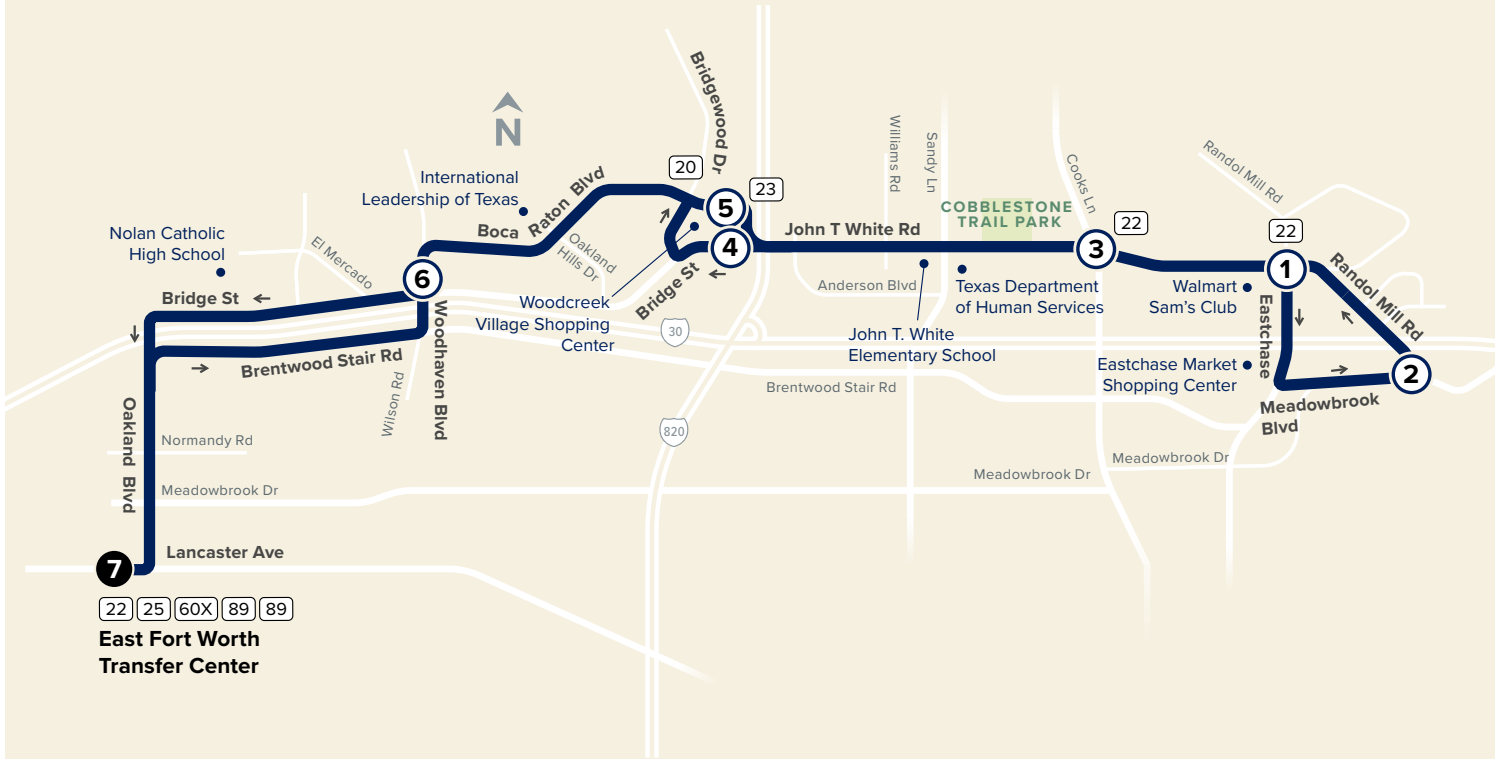 Bridgewood Dr
N
20
23
International
Leadership of Texas
Boca Raton Blvd
5
4
Williams Rd
Sandy Ln
Cooks Ln
Randol Mill Rd
COBBLESTONE
TRAIL PARK
22
22
John T White Rd
3
1
Nolan Catholic
High School
El Mercado
Oakland
Hills Dr
6
Bridge St
Bridge St
Woodcreek
Village Shopping
Center
Anderson Blvd
Texas Department
of Human Services
Walmart
Sam's Club
Eastchase
Randol Mill Rd
30
John T. White
Elementary School
Brentwood Stair Rd
Woodhaven Blvd
Wilson Rd
Brentwood Stair Rd
Eastchase Market
Shopping Center
2
Meadowbrook
Blvd
Oakland Blvd
Normandy Rd
820
Meadowbrook Dr
Meadowbrook Dr
Meadowbrook Dr
Lancaster Ave
7
22 25 60X 89 89
East Fort Worth
Transfer Center